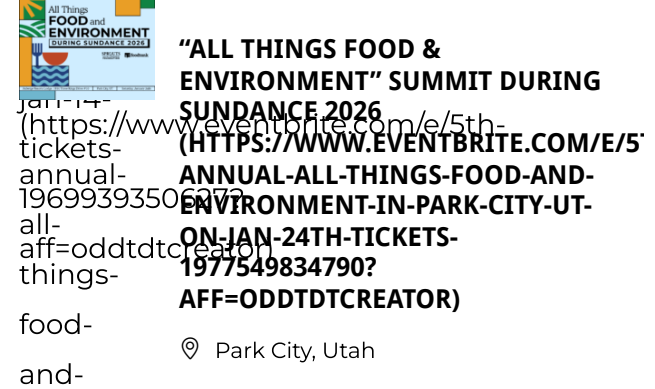 All Things
FOOD and
ENVIRONMENT
DURING SUNDANCE 2026
jan-14-
(https://www.eventbrite.com/e/5th-
tickets-
annual-
1969939350627?
all-
aff=oddtdtcreator)
things-
food-
and-
“ALL THINGS FOOD &
ENVIRONMENT” SUMMIT DURING
SUNDANCE 2026
(HTTPS://WWW.EVENTBRITE.COM/E/5T
ANNUAL-ALL-THINGS-FOOD-AND-
ENVIRONMENT-IN-PARK-CITY-UT-
ON-JAN-24TH-TICKETS-
1977549834790?
AFF=ODDTDTCREATOR)
Park City, Utah